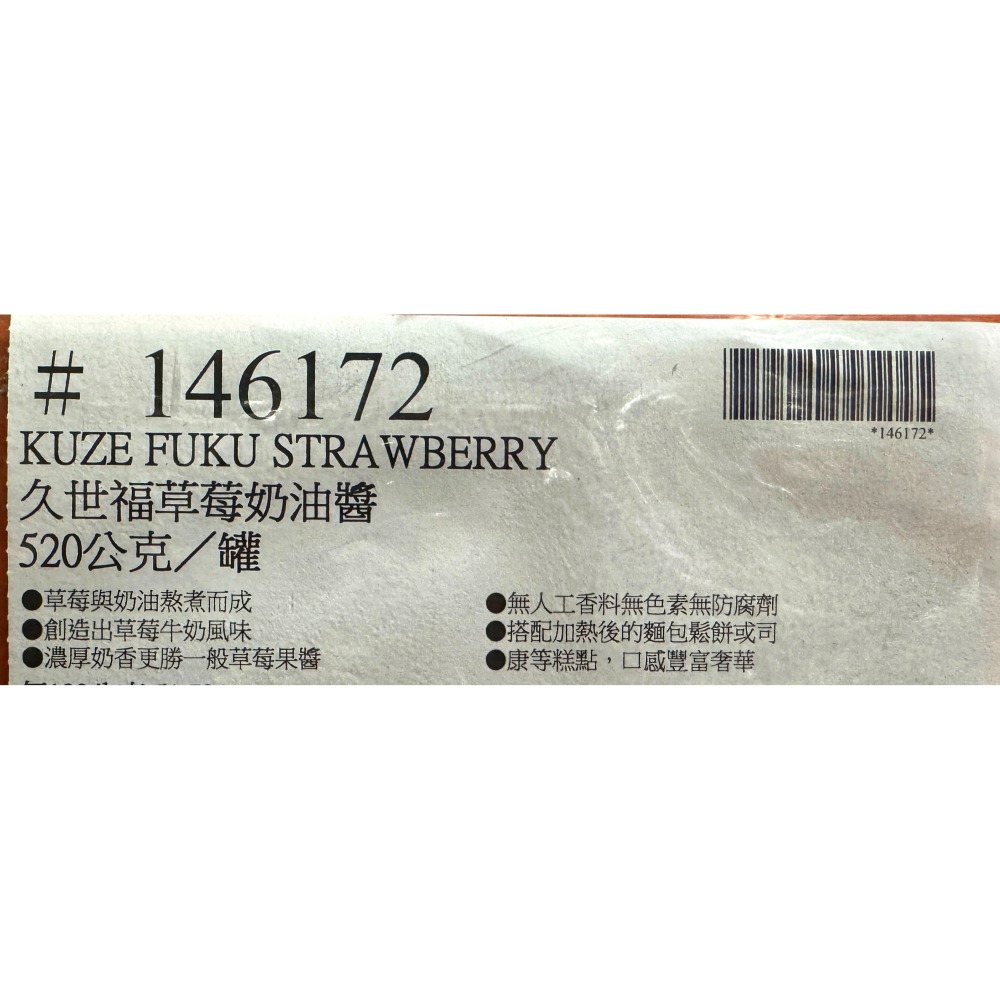 # 146172
*146172*
KUZE FUKU STRAWBERRY
久世福草莓奶油醬
520公克／罐
●草莓與奶油熬煮而成
●創造出草莓牛奶風味
●濃厚奶香更勝一般草莓果醬
●無人工香料無色素無防腐劑
●搭配加熱後的麵包鬆餅或司
●康等糕點，口感豐富奢華